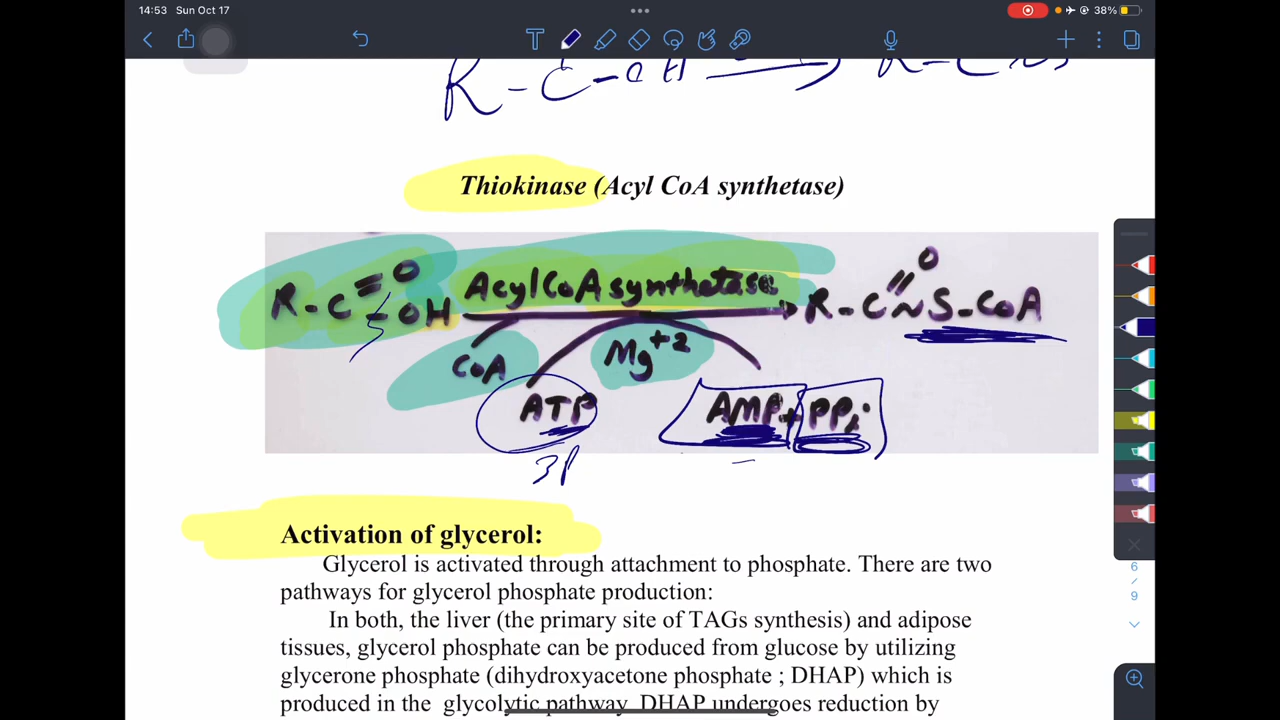 14:53 Sun Oct 17
38%
R-C-OH
Thiokinase (Acyl CoA synthetase)
O O
R-C-OH AcylCoA synthetase R-C~S-CoA
CoA Mg+2
ATP AMP+PPi
3P
Activation of glycerol:
Glycerol is activated through attachment to phosphate. There are two
pathways for glycerol phosphate production:
In both, the liver (the primary site of TAGs synthesis) and adipose
tissues, glycerol phosphate can be produced from glucose by utilizing
glycerone phosphate (dihydroxyacetone phosphate ; DHAP) which is
produced in the glycolytic pathway. DHAP undergoes reduction by
6
/
9